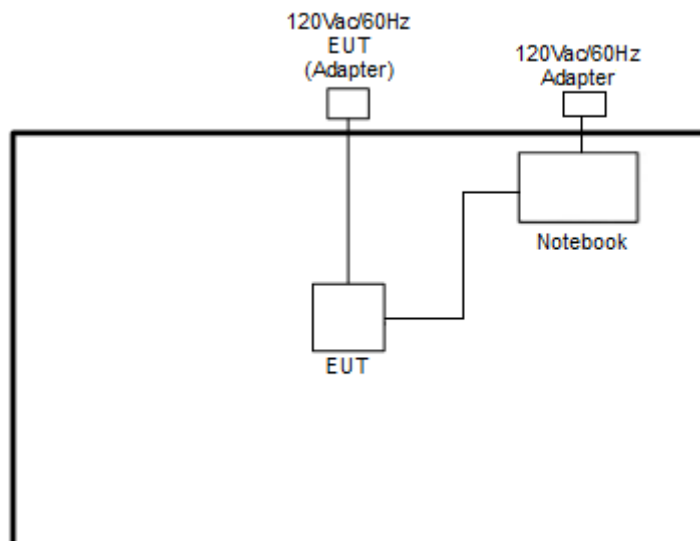 120Vac/60Hz
EUT
(Adapter)
120Vac/60Hz
Adapter
Notebook
EUT